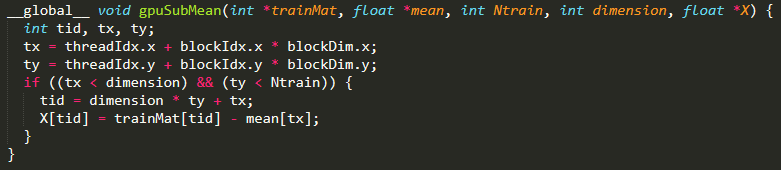 __global__ void gpuSubMean(int *trainMat, float *mean, int Ntrain, int dimension, float *X) {
  int tid, tx, ty;
  tx = threadIdx.x + blockIdx.x * blockDim.x;
  ty = threadIdx.y + blockIdx.y * blockDim.y;
  if ((tx < dimension) && (ty < Ntrain)) {
    tid = dimension * ty + tx;
    X[tid] = trainMat[tid] - mean[tx];
  }
}